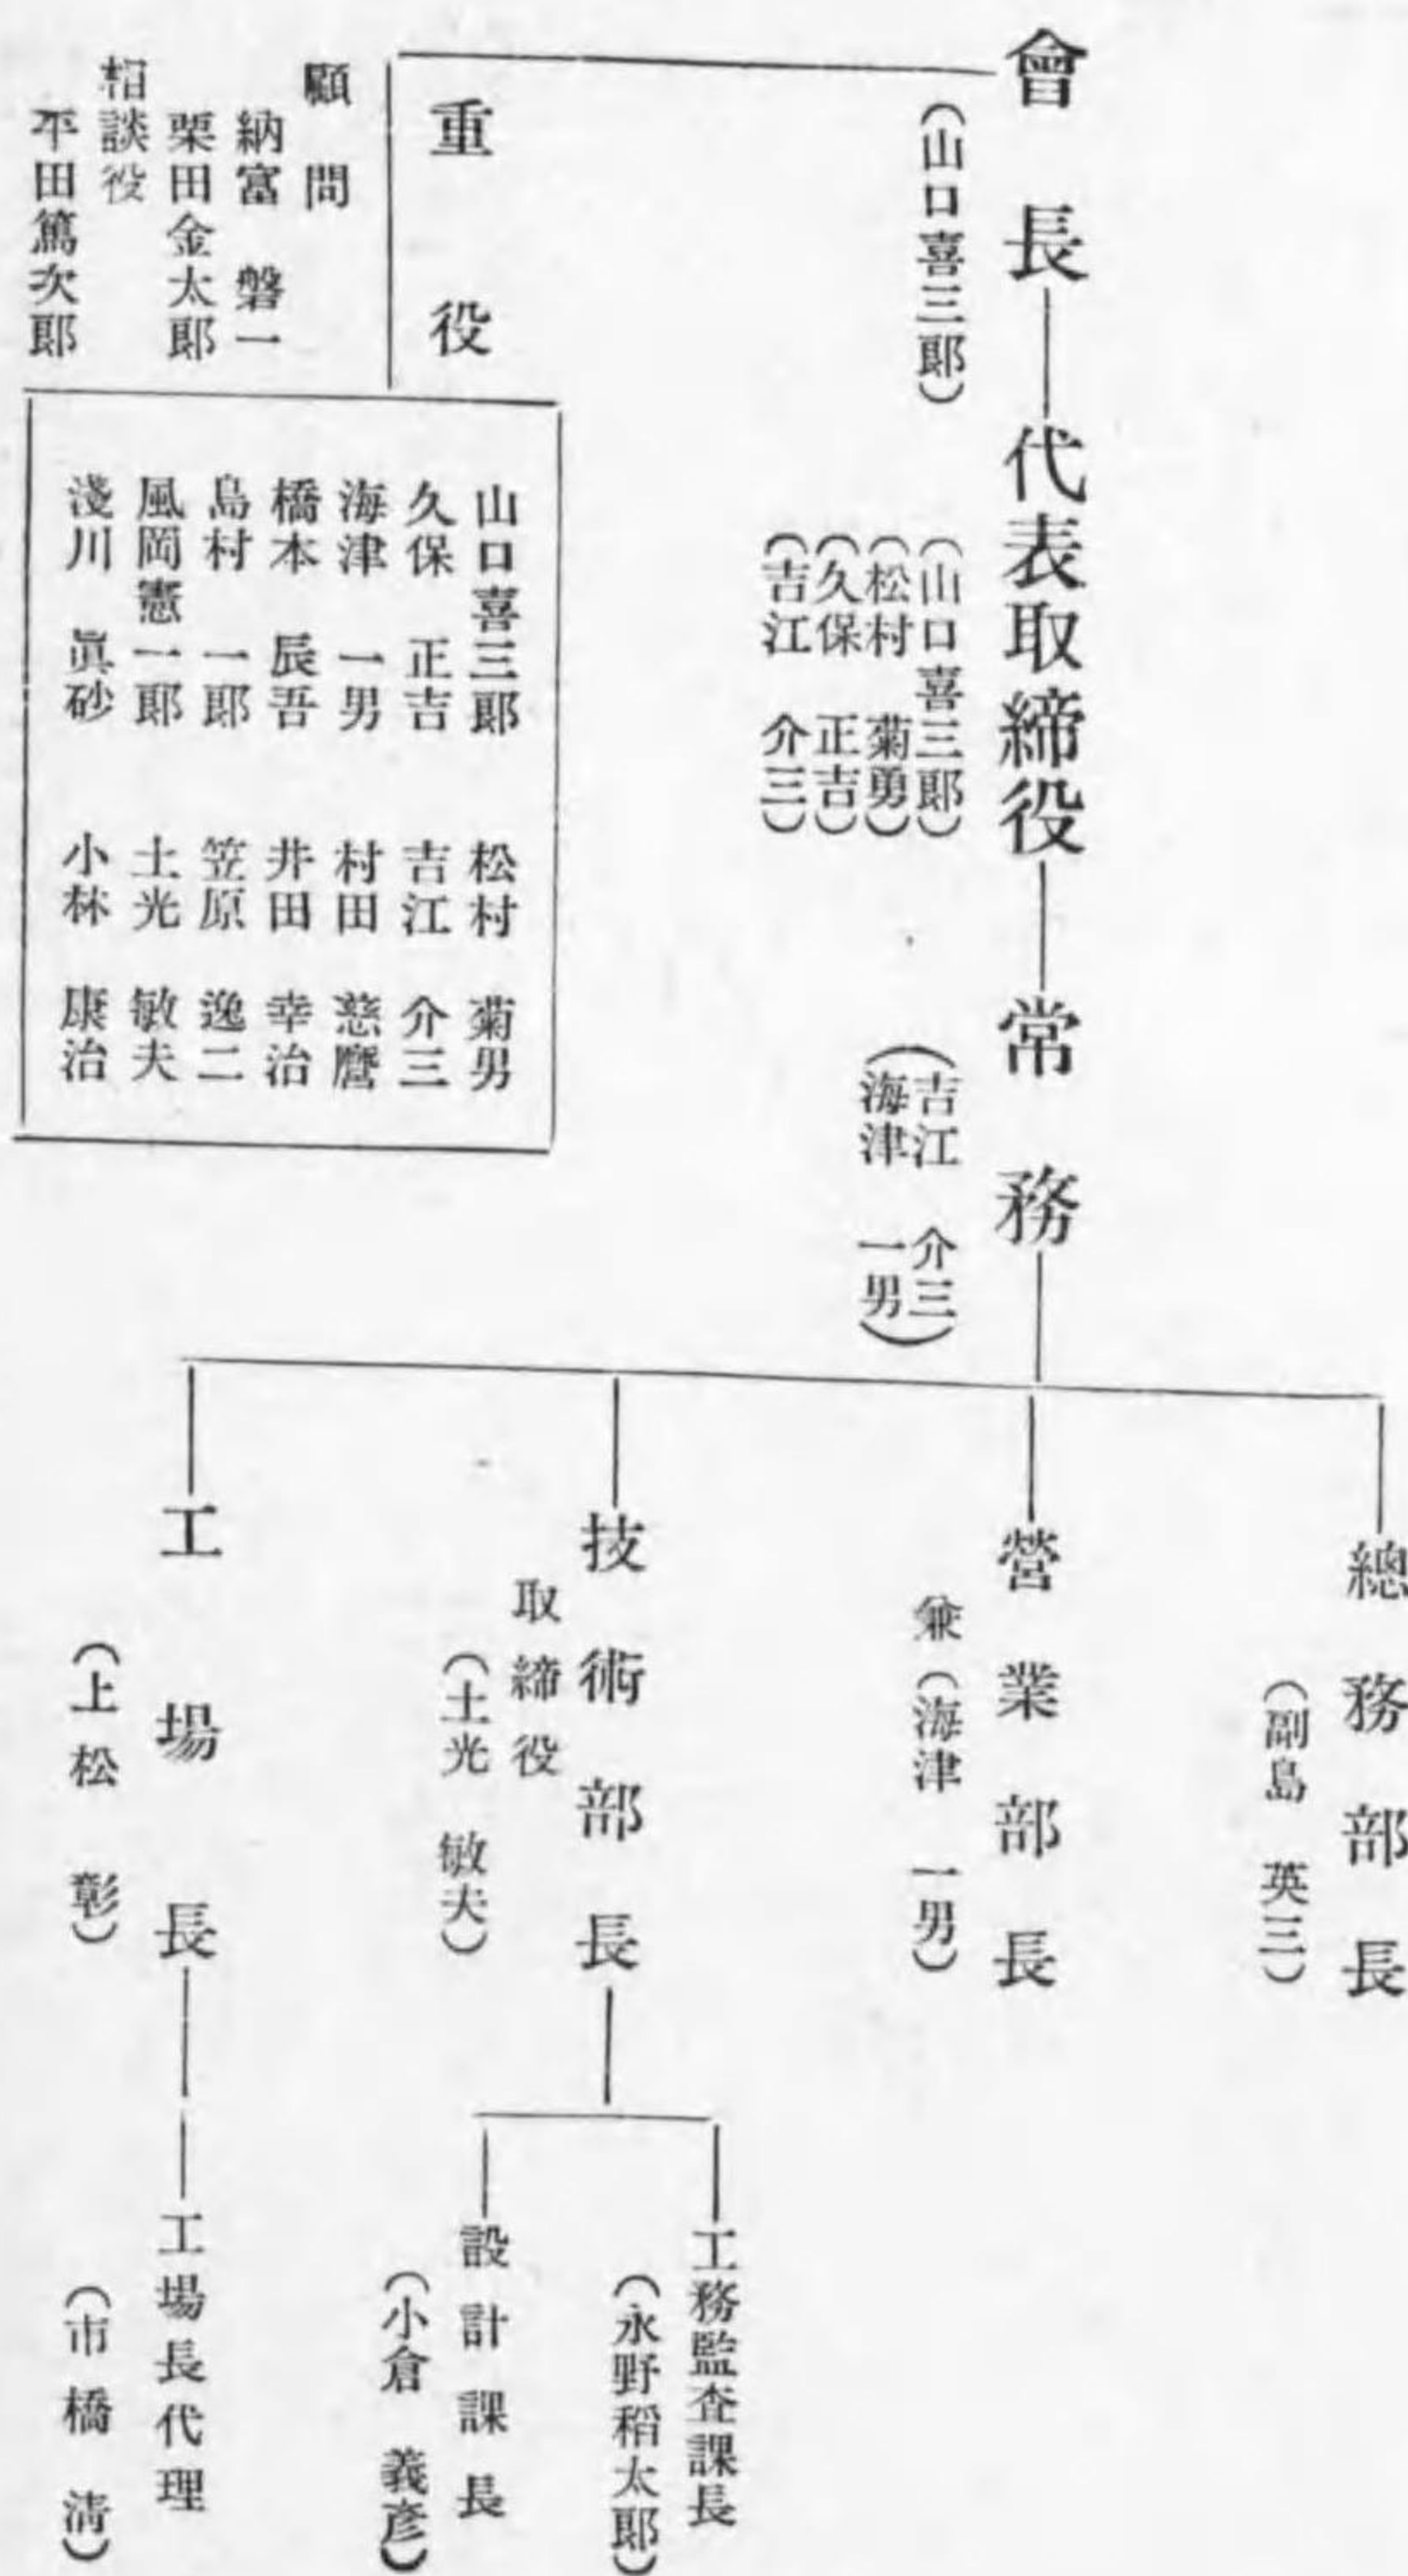 會長
(山口喜三郎)
代表取締役
(山口喜三郎)
(松村 菊勇)
(久保 正吉)
(吉江 介三)
常務
(吉江 介三
海津 一男)
總務部長
(副島 英三)
營業部長
兼(海津 一男)
技術部長
取締役
(土光 敏夫)
工務監査課長
(永野稻太郎)
設計課長
(小倉 義彦)
工場長
(上松 彰)
工場長代理
(市橋 清)
重役
山口喜三郎 松村 菊男
久保 正吉 吉江 介三
海津 一男 村田 慈麿
橋本 辰吾 井田 幸治
島村 一郎 笠原 逸二
風岡憲一郎 土光 敏夫
淺川 眞砂 小林 康治
顧問
納富 磐一
栗田金太郎
相談役
平田篤次郎